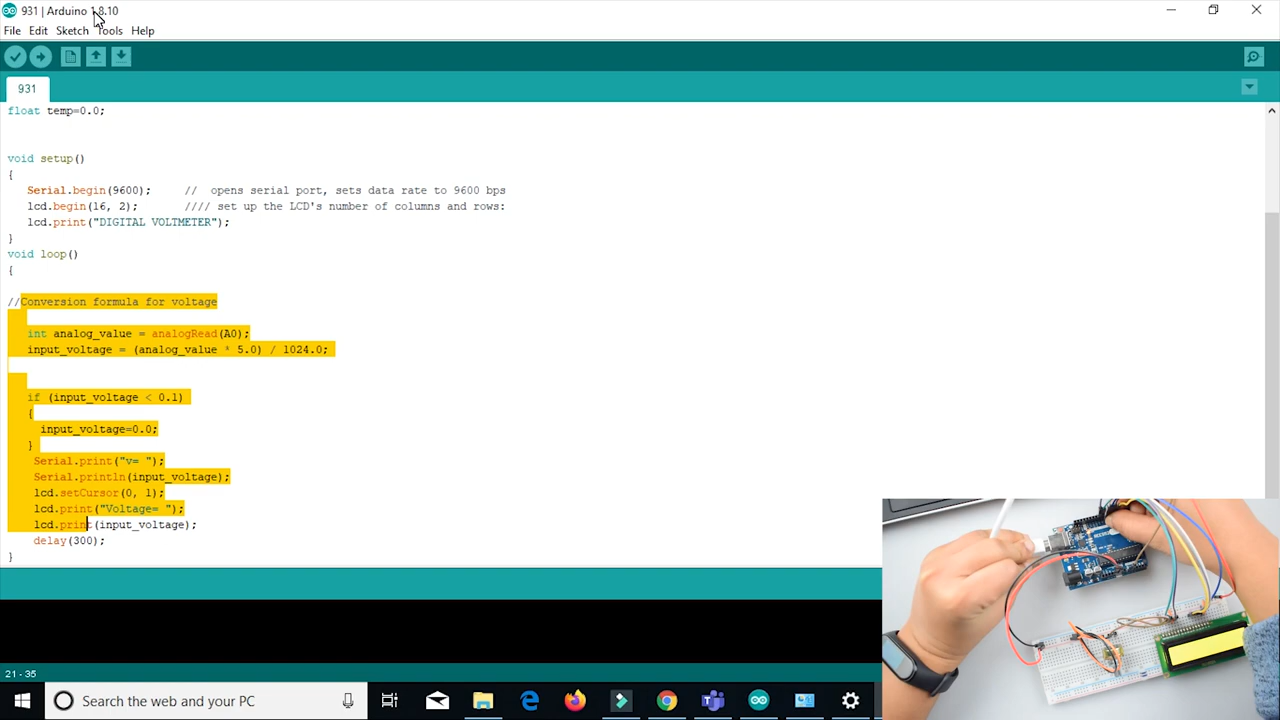 931 | Arduino 1.8.10
File Edit Sketch Tools Help
931
float temp=0.0;
void setup()
{
Serial.begin(9600); // opens serial port, sets data rate to 9600 bps
lcd.begin(16, 2); //// set up the LCD's number of columns and rows:
lcd.print("DIGITAL VOLTMETER");
}
void loop()
{
//Conversion formula for voltage
int analog_value = analogRead(A0);
input_voltage = (analog_value * 5.0) / 1024.0;
if (input_voltage < 0.1)
{
input_voltage=0.0;
}
Serial.print("v= ");
Serial.println(input_voltage);
lcd.setCursor(0, 1);
lcd.print("Voltage= ");
lcd.print(input_voltage);
delay(300);
}
21 - 35
Search the web and your PC